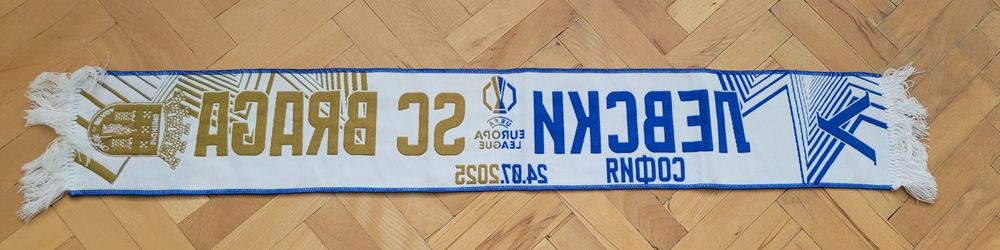 ЛЕВСКИ
СОФИЯ
UEFA
EUROPA
LEAGUE
SC BRAGA
24.07.2025